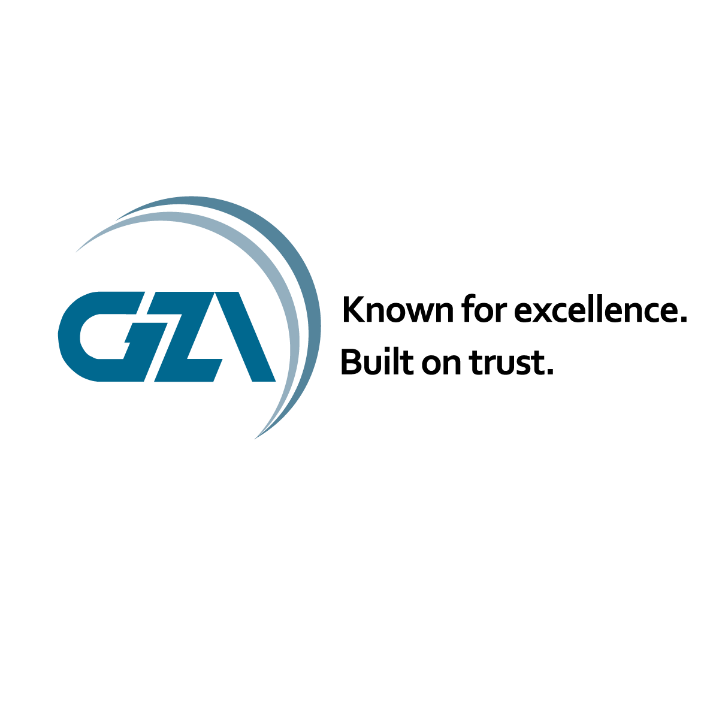 GZA
Known for excellence.
Built on trust.